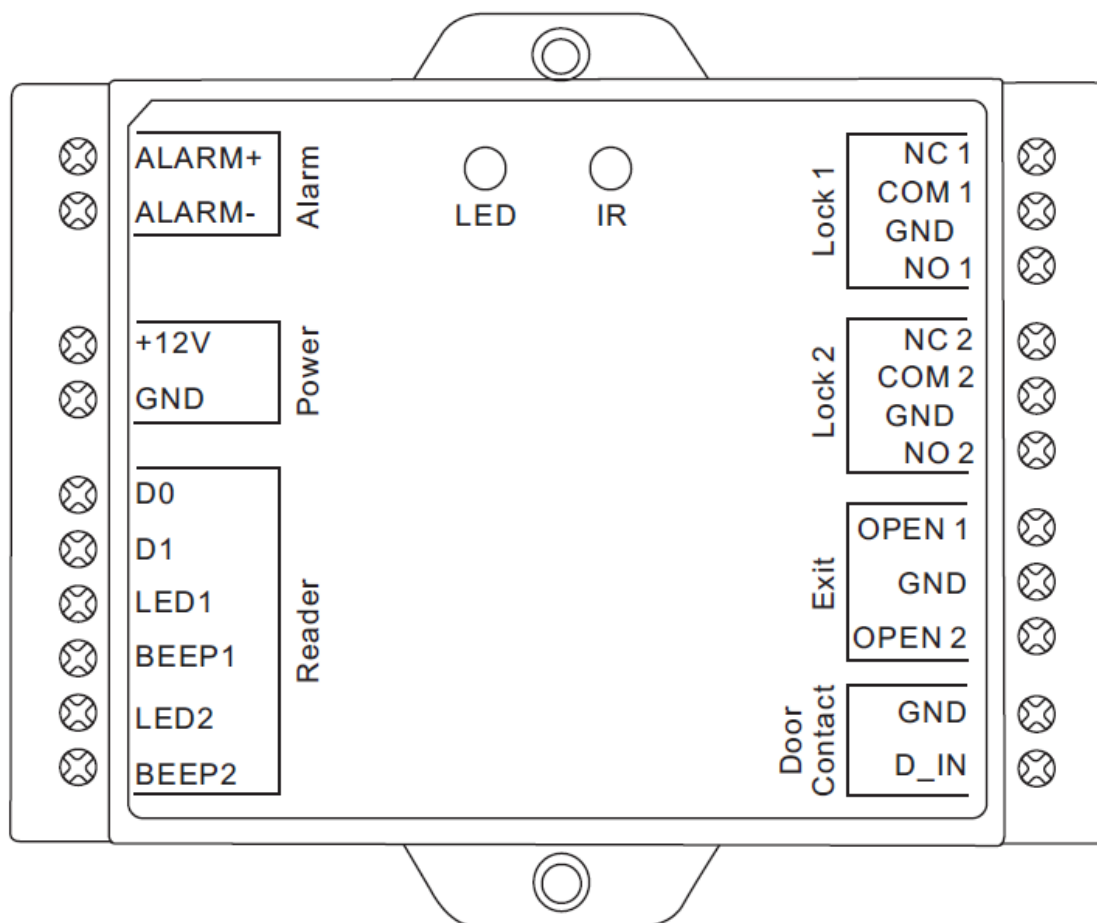 ALARM+
ALARM-
Alarm
+12V
GND
Power
D0
D1
LED1
BEEP1
LED2
BEEP2
Reader
LED
IR
Lock 1
NC 1
COM 1
GND
NO 1
Lock 2
NC 2
COM 2
GND
NO 2
Exit
OPEN 1
GND
OPEN 2
Door
Contact
GND
D_IN